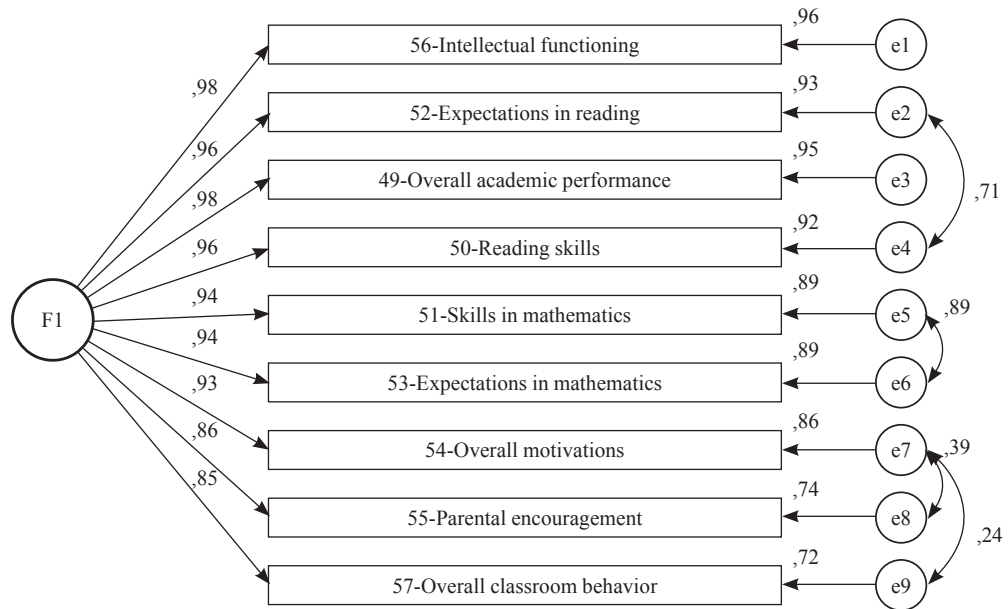 ,96
56-Intellectual functioning
e1
,98
,93
52-Expectations in reading
e2
,96
,95
49-Overall academic performance
e3
,71
,98
,92
50-Reading skills
e4
,96
F1
,94
,89
51-Skills in mathematics
e5
,89
,94
,89
53-Expectations in mathematics
e6
,93
,86
54-Overall motivations
e7
,39
,86
,74
55-Parental encouragement
e8
,85
,24
,72
57-Overall classroom behavior
e9